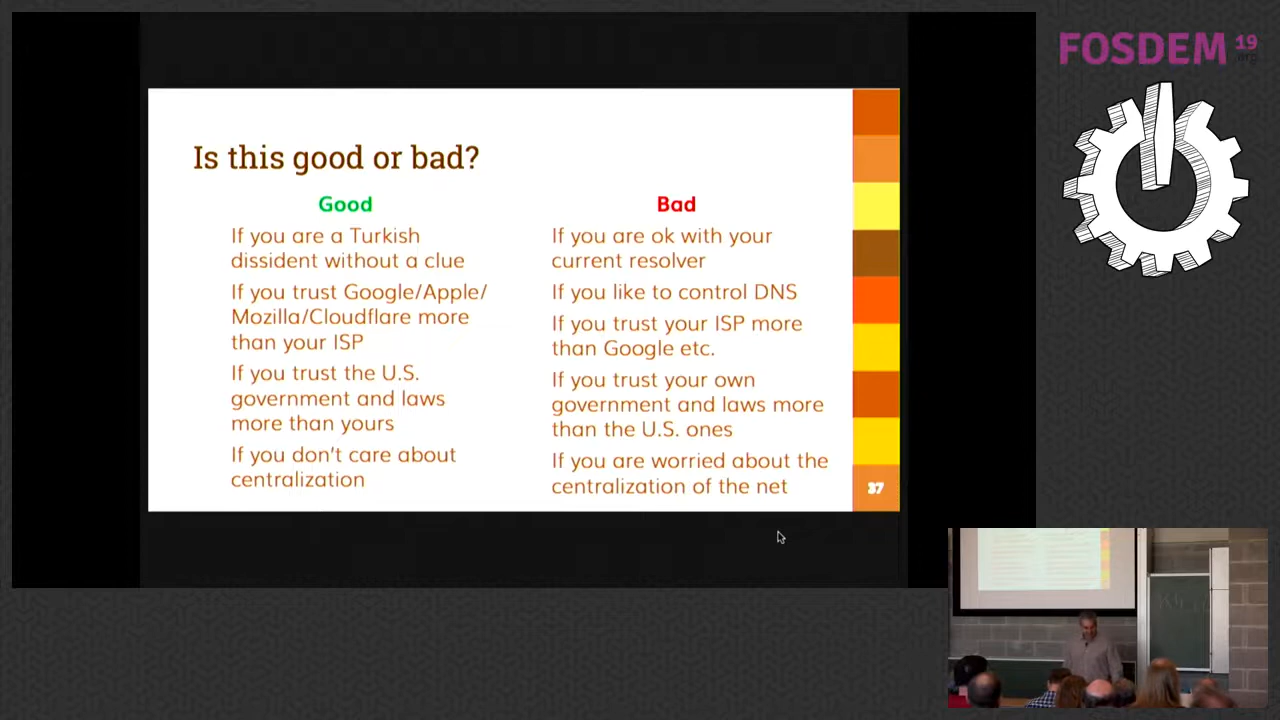 FOSDEM 19
.org
Is this good or bad?
Good
If you are a Turkish
dissident without a clue
If you trust Google/Apple/
Mozilla/Cloudflare more
than your ISP
If you trust the U.S.
government and laws
more than yours
If you don't care about
centralization
Bad
If you are ok with your
current resolver
If you like to control DNS
If you trust your ISP more
than Google etc.
If you trust your own
government and laws more
than the U.S. ones
If you are worried about the
centralization of the net
37